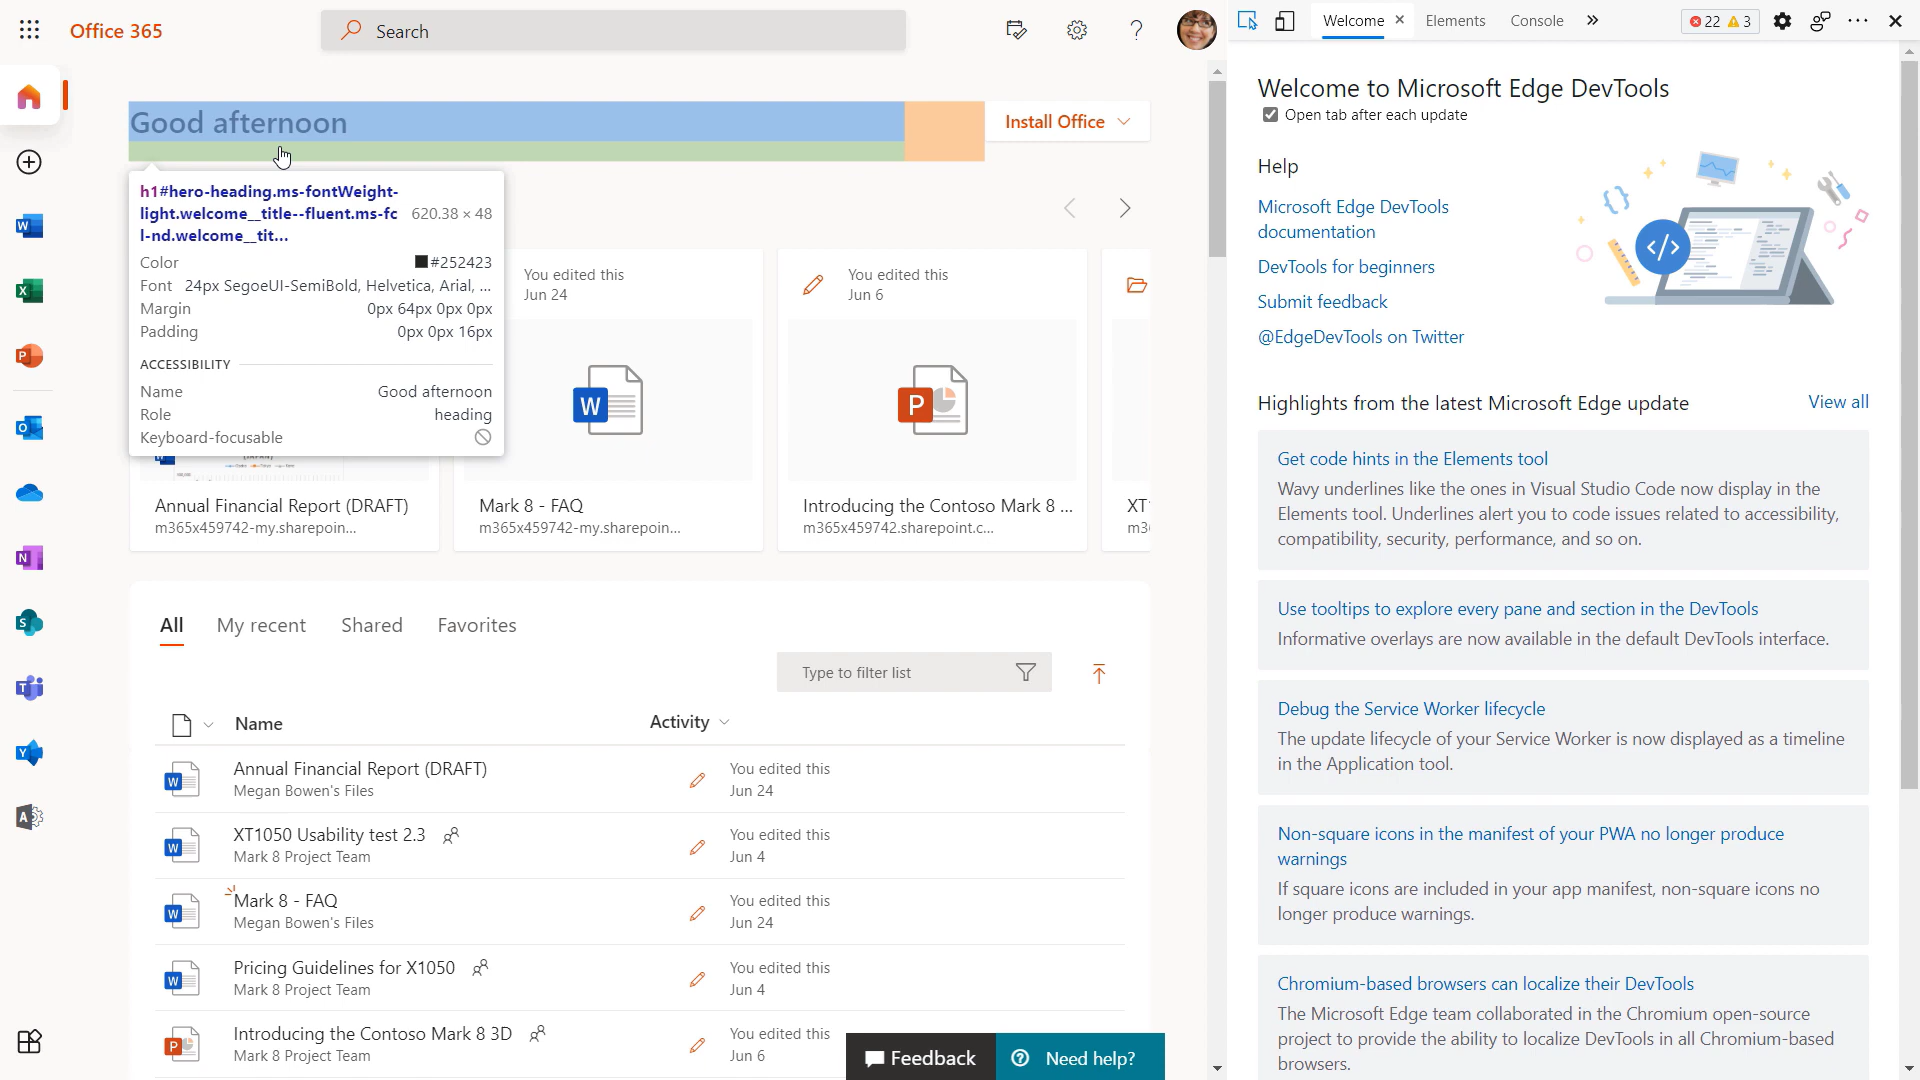 Office 365
Search
Good afternoon
Install Office
h1#hero-heading.ms-fontWeight-
light.welcome__title--fluent.ms-fc
l-nd.welcome__tit...
620.38 × 48
Color #252423
Font 24px SegoeUI-SemiBold, Helvetica, Arial, ...
Margin 0px 64px 0px 0px
Padding 0px 0px 16px
ACCESSIBILITY
Name Good afternoon
Role heading
Keyboard-focusable
You edited this
Jun 24
You edited this
Jun 6
W
P
Annual Financial Report (DRAFT)
m365x459742-my.sharepoin...
Mark 8 - FAQ
m365x459742-my.sharepoin...
Introducing the Contoso Mark 8 ...
m365x459742.sharepoint.c...
XT
m3
All My recent Shared Favorites
Type to filter list
Name Activity
Annual Financial Report (DRAFT)
Megan Bowen's Files
You edited this
Jun 24
XT1050 Usability test 2.3
Mark 8 Project Team
You edited this
Jun 4
Mark 8 - FAQ
Megan Bowen's Files
You edited this
Jun 24
Pricing Guidelines for X1050
Mark 8 Project Team
You edited this
Jun 4
Introducing the Contoso Mark 8 3D
Mark 8 Project Team
You edited this
Jun 6
Feedback
Need help?
Welcome Elements Console
22 3
Welcome to Microsoft Edge DevTools
Open tab after each update
Help
Microsoft Edge DevTools
documentation
DevTools for beginners
Submit feedback
@EdgeDevTools on Twitter
Highlights from the latest Microsoft Edge update
View all
Get code hints in the Elements tool
Wavy underlines like the ones in Visual Studio Code now display in the
Elements tool. Underlines alert you to code issues related to accessibility,
compatibility, security, performance, and so on.
Use tooltips to explore every pane and section in the DevTools
Informative overlays are now available in the default DevTools interface.
Debug the Service Worker lifecycle
The update lifecycle of your Service Worker is now displayed as a timeline
in the Application tool.
Non-square icons in the manifest of your PWA no longer produce
warnings
If square icons are included in your app manifest, non-square icons no
longer produce warnings.
Chromium-based browsers can localize their DevTools
The Microsoft Edge team collaborated in the Chromium open-source
project to provide the ability to localize DevTools in all Chromium-based
browsers.